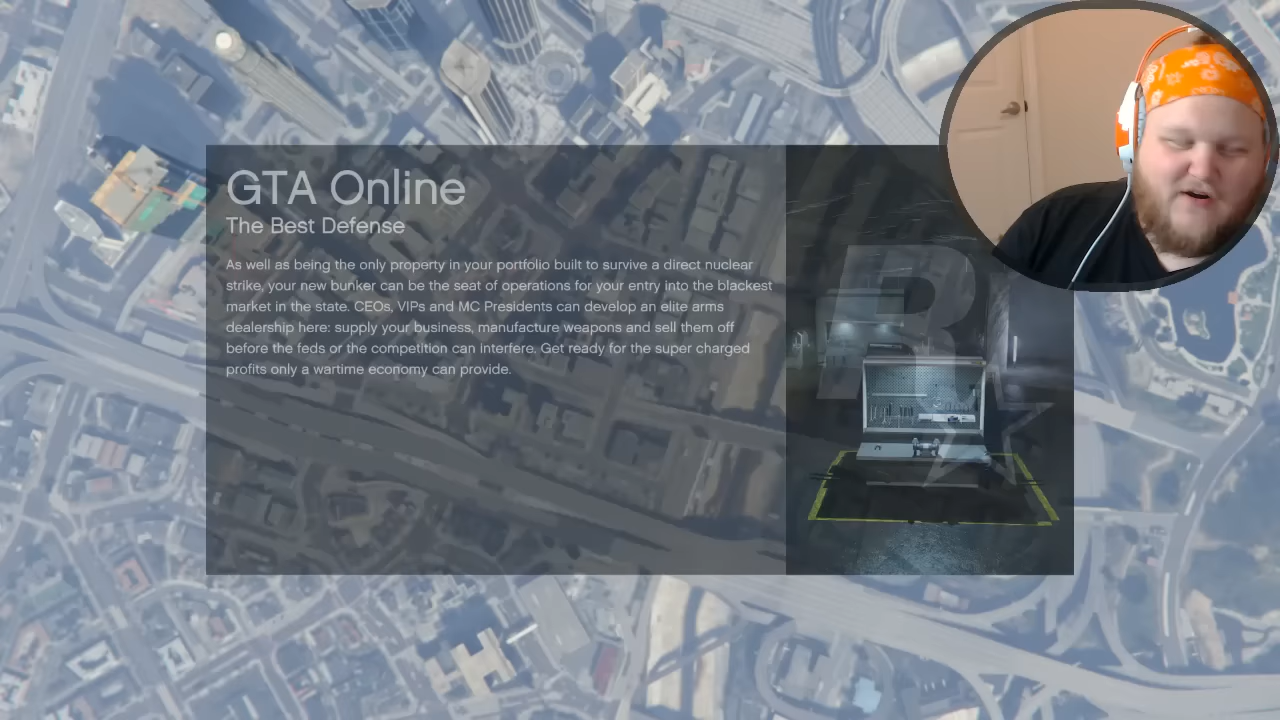 GTA Online
The Best Defense
As well as being the only property in your portfolio built to survive a direct nuclear
strike, your new bunker can be the seat of operations for your entry into the blackest
market in the state. CEOs, VIPs and MC Presidents can develop an elite arms
dealership here: supply your business, manufacture weapons and sell them off
before the feds or the competition can interfere. Get ready for the super charged
profits only a wartime economy can provide.
R